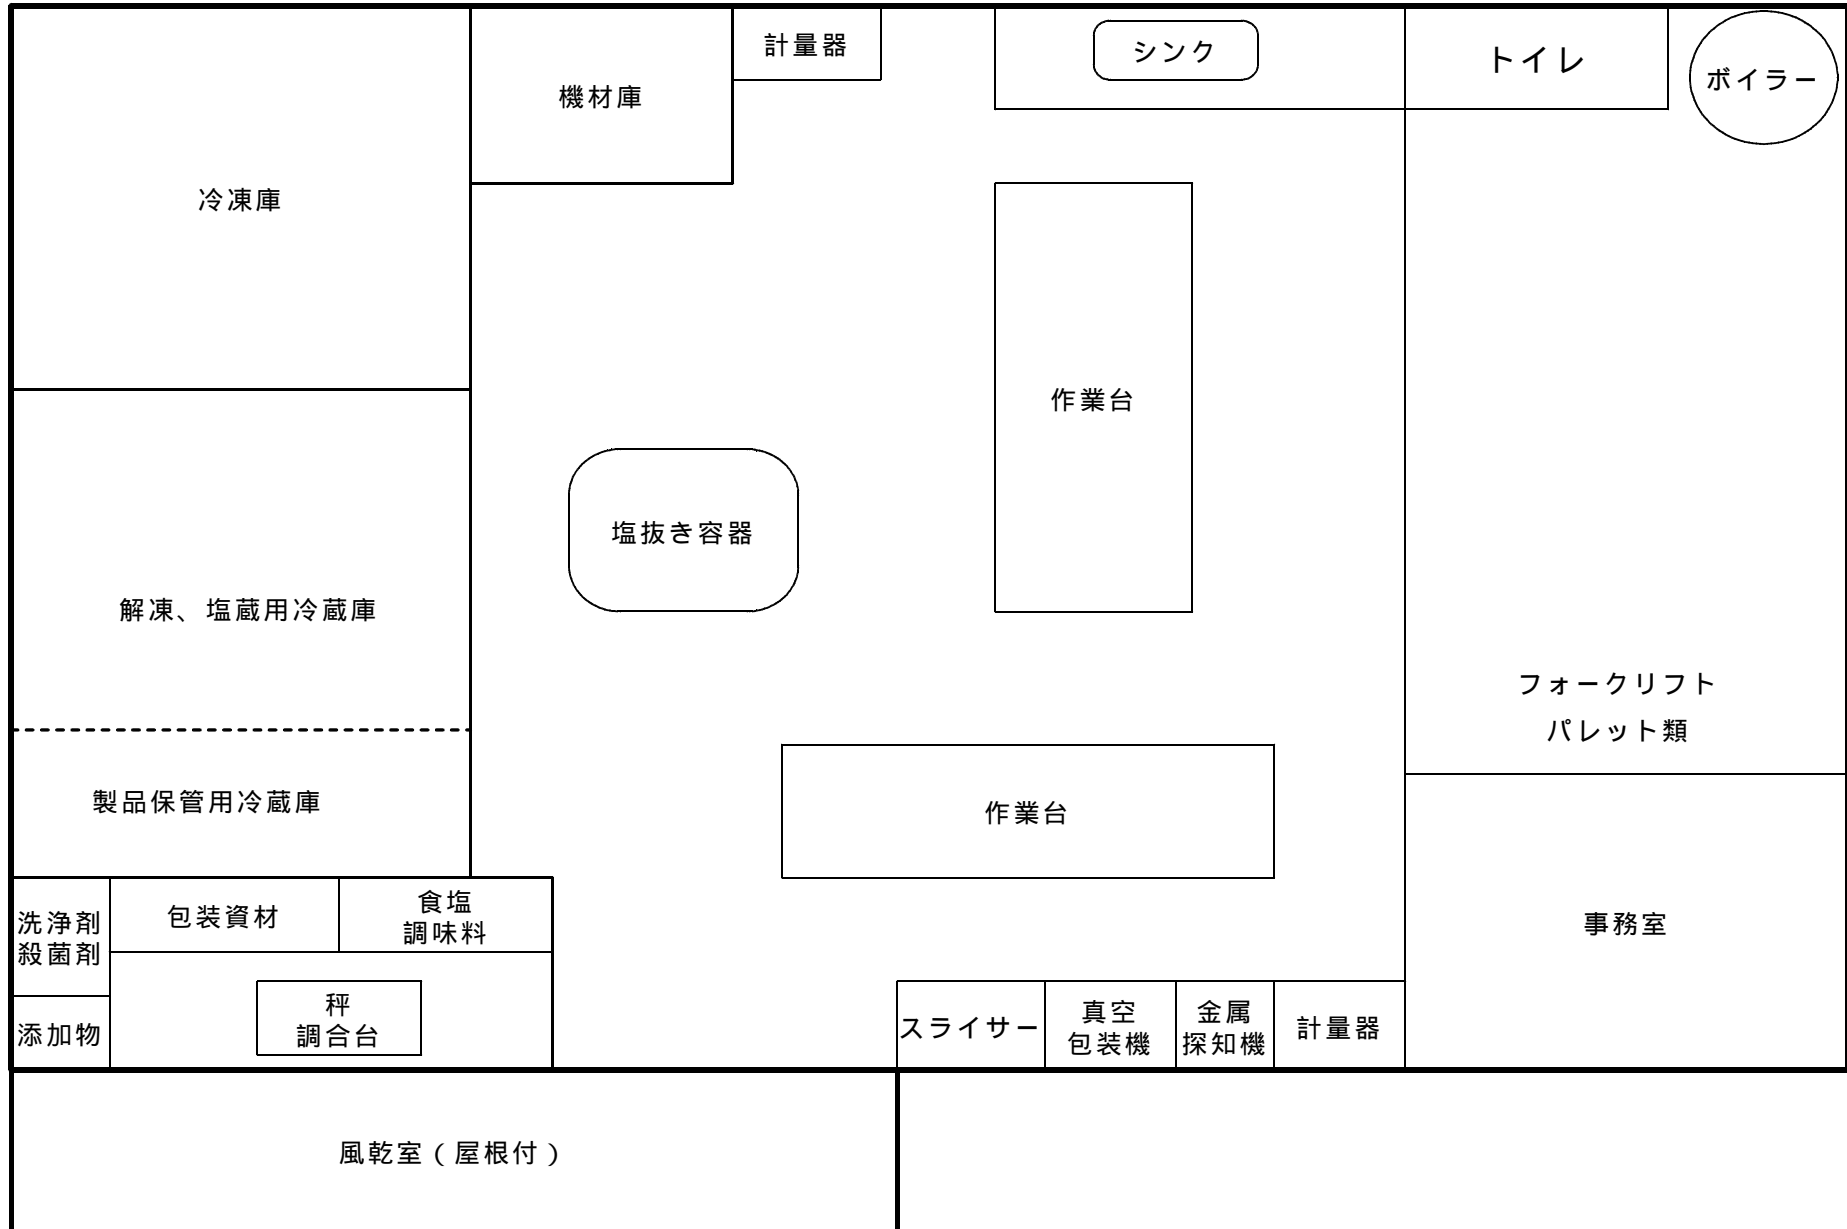 計量器
シンク
トイレ
ボイラー
機材庫
冷凍庫
作業台
塩抜き容器
解凍、塩蔵用冷蔵庫
フォークリフト
パレット類
製品保管用冷蔵庫
作業台
洗浄剤
殺菌剤
包装資材
食塩
調味料
事務室
添加物
秤
調合台
スライサー
真空
包装機
金属
探知機
計量器
風乾室(屋根付)